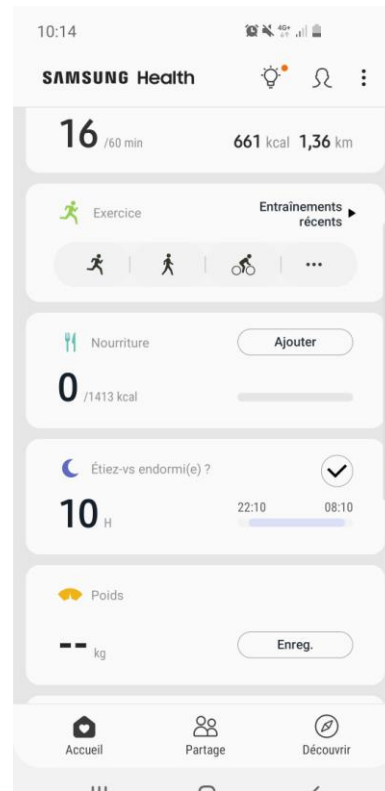 10:14
4G+
SAMSUNG Health
16 /60 min 661 kcal 1,36 km
Exercice
Entraînements
récents
Nourriture
Ajouter
0 /1413 kcal
Étiez-vs endormi(e) ?
10 H
22:10 08:10
Poids
-- kg
Enreg.
Accueil Partage Découvrir